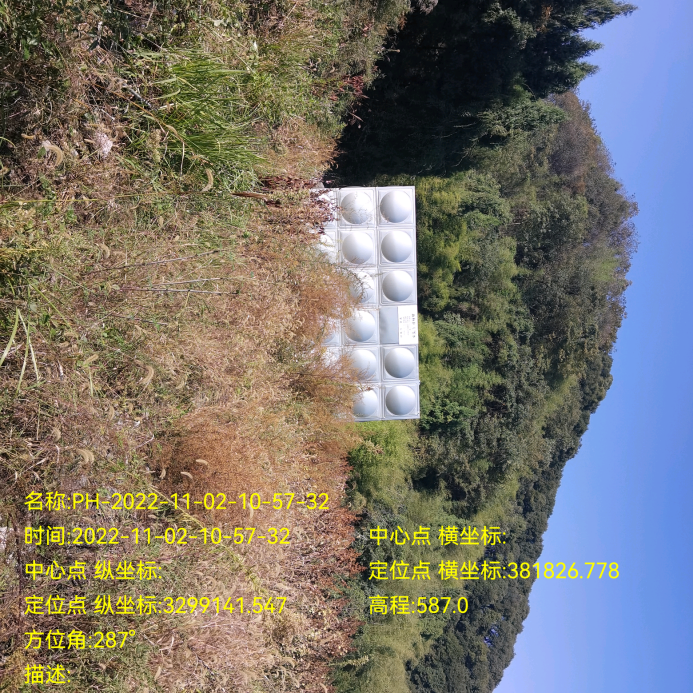 名称:PH-2022-11-02-10-57-32
时间:2022-11-02-10-57-32
中心点 横坐标:
中心点 纵坐标:
定位点 横坐标:381826.778
定位点 纵坐标:3299141.547
高程:587.0
方位角:287°
描述: